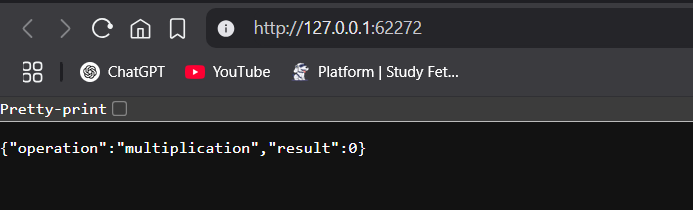 http://127.0.0.1:62272
ChatGPT
YouTube
Platform | Study Fet...
Pretty-print
{"operation":"multiplication","result":0}